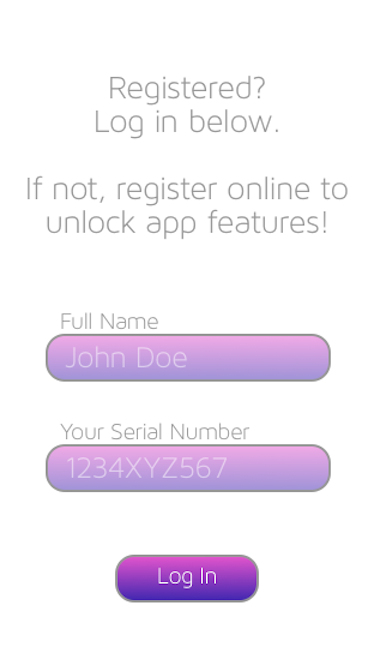 Registered?
Log in below.
If not, register online to
unlock app features!
Full Name
John Doe
Your Serial Number
1234XYZ567
Log In